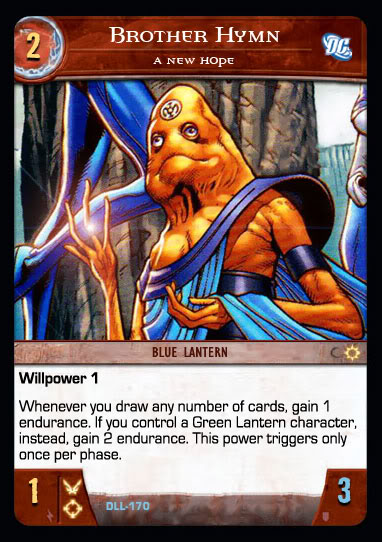 2
BROTHER HYMN
A NEW HOPE
DC
BLUE LANTERN
C
Willpower 1
Whenever you draw any number of cards, gain 1
endurance. If you control a Green Lantern character,
instead, gain 2 endurance. This power triggers only
once per phase.
1
DLL-170
3